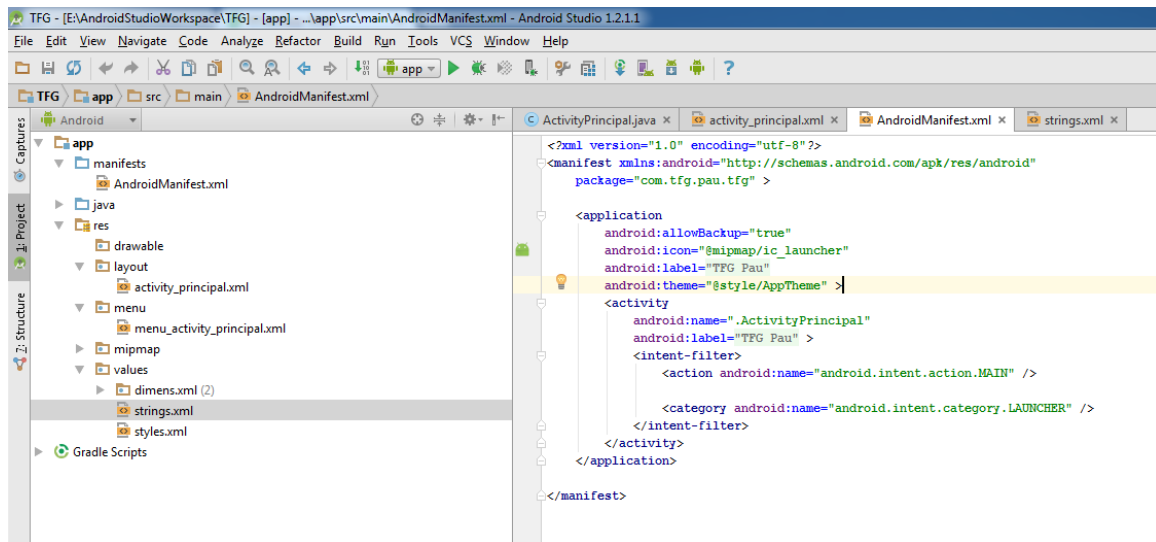 TFG - [E:\AndroidStudioWorkspace\TFG] - [app] - ...\app\src\main\AndroidManifest.xml - Android Studio 1.2.1.1
File Edit View Navigate Code Analyze Refactor Build Run Tools VCS Window Help
app
?
TFG app src main AndroidManifest.xml
Captures
1: Project
7: Structure
Android
app
manifests
AndroidManifest.xml
java
res
drawable
layout
activity_principal.xml
menu
menu_activity_principal.xml
mipmap
values
dimens.xml (2)
strings.xml
styles.xml
Gradle Scripts
ActivityPrincipal.java × activity_principal.xml × AndroidManifest.xml × strings.xml ×
<?xml version="1.0" encoding="utf-8"?>
<manifest xmlns:android="http://schemas.android.com/apk/res/android"
package="com.tfg.pau.tfg" >
<application
android:allowBackup="true"
android:icon="@mipmap/ic_launcher"
android:label="TFG Pau"
android:theme="@style/AppTheme" >
<activity
android:name=".ActivityPrincipal"
android:label="TFG Pau" >
<intent-filter>
<action android:name="android.intent.action.MAIN" />
<category android:name="android.intent.category.LAUNCHER" />
</intent-filter>
</activity>
</application>
</manifest>